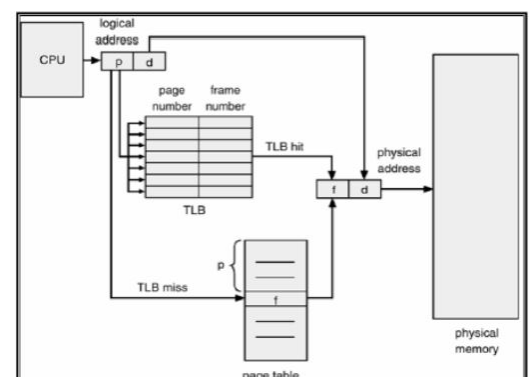 logical
address
CPU
p d
page frame
number number
TLB hit
physical
address
f d
TLB
p
TLB miss
f
physical
memory
page table